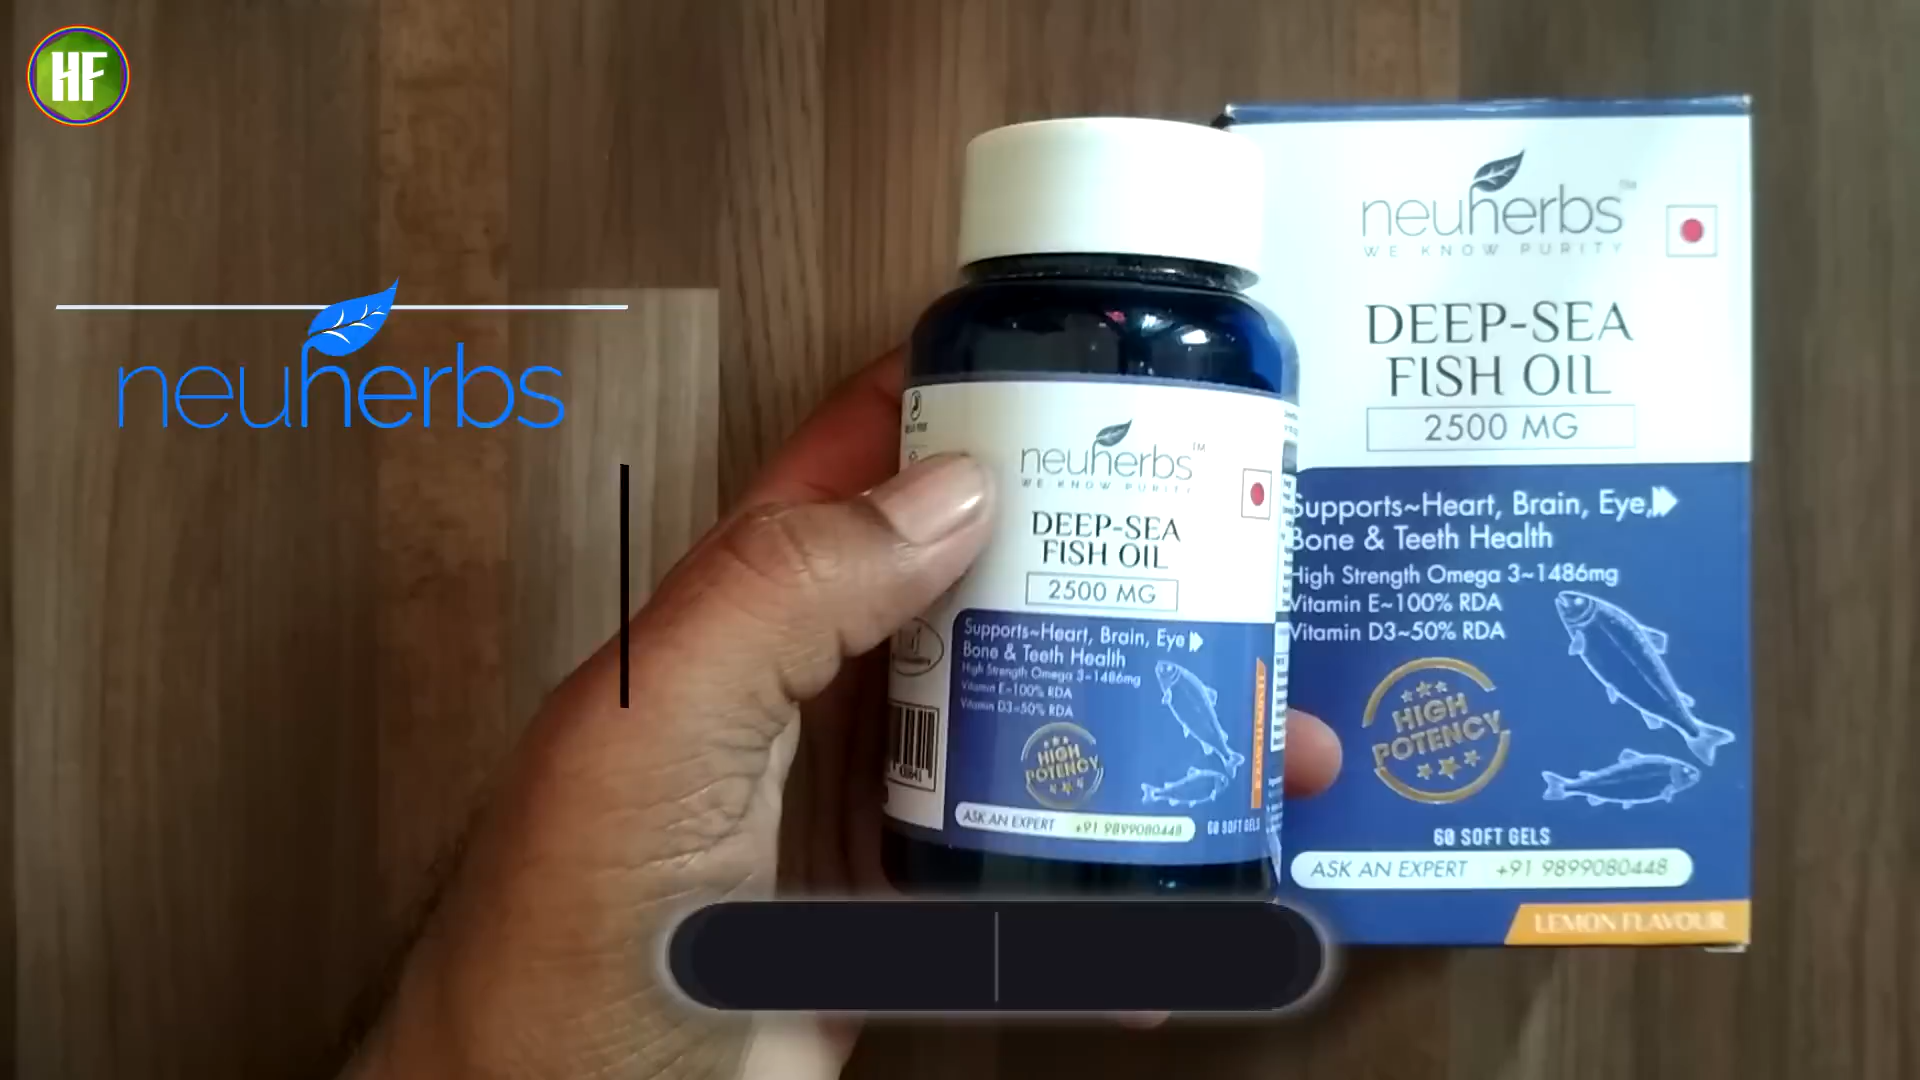 HF
neuherbs
neuherbs™
WE KNOW PURITY
DEEP-SEA
FISH OIL
2500 MG
Supports~Heart, Brain, Eye
Bone & Teeth Health
High Strength Omega 3~1486mg
Vitamin E~100% RDA
Vitamin D3~50% RDA
HIGH
POTENCY
ASK AN EXPERT +91 9899080448
60 SOFT GELS
neuherbs™
WE KNOW PURITY
DEEP-SEA
FISH OIL
2500 MG
Supports~Heart, Brain, Eye,
Bone & Teeth Health
High Strength Omega 3~1486mg
Vitamin E~100% RDA
Vitamin D3~50% RDA
HIGH
POTENCY
60 SOFT GELS
ASK AN EXPERT +91 9899080448
LEMON FLAVOUR